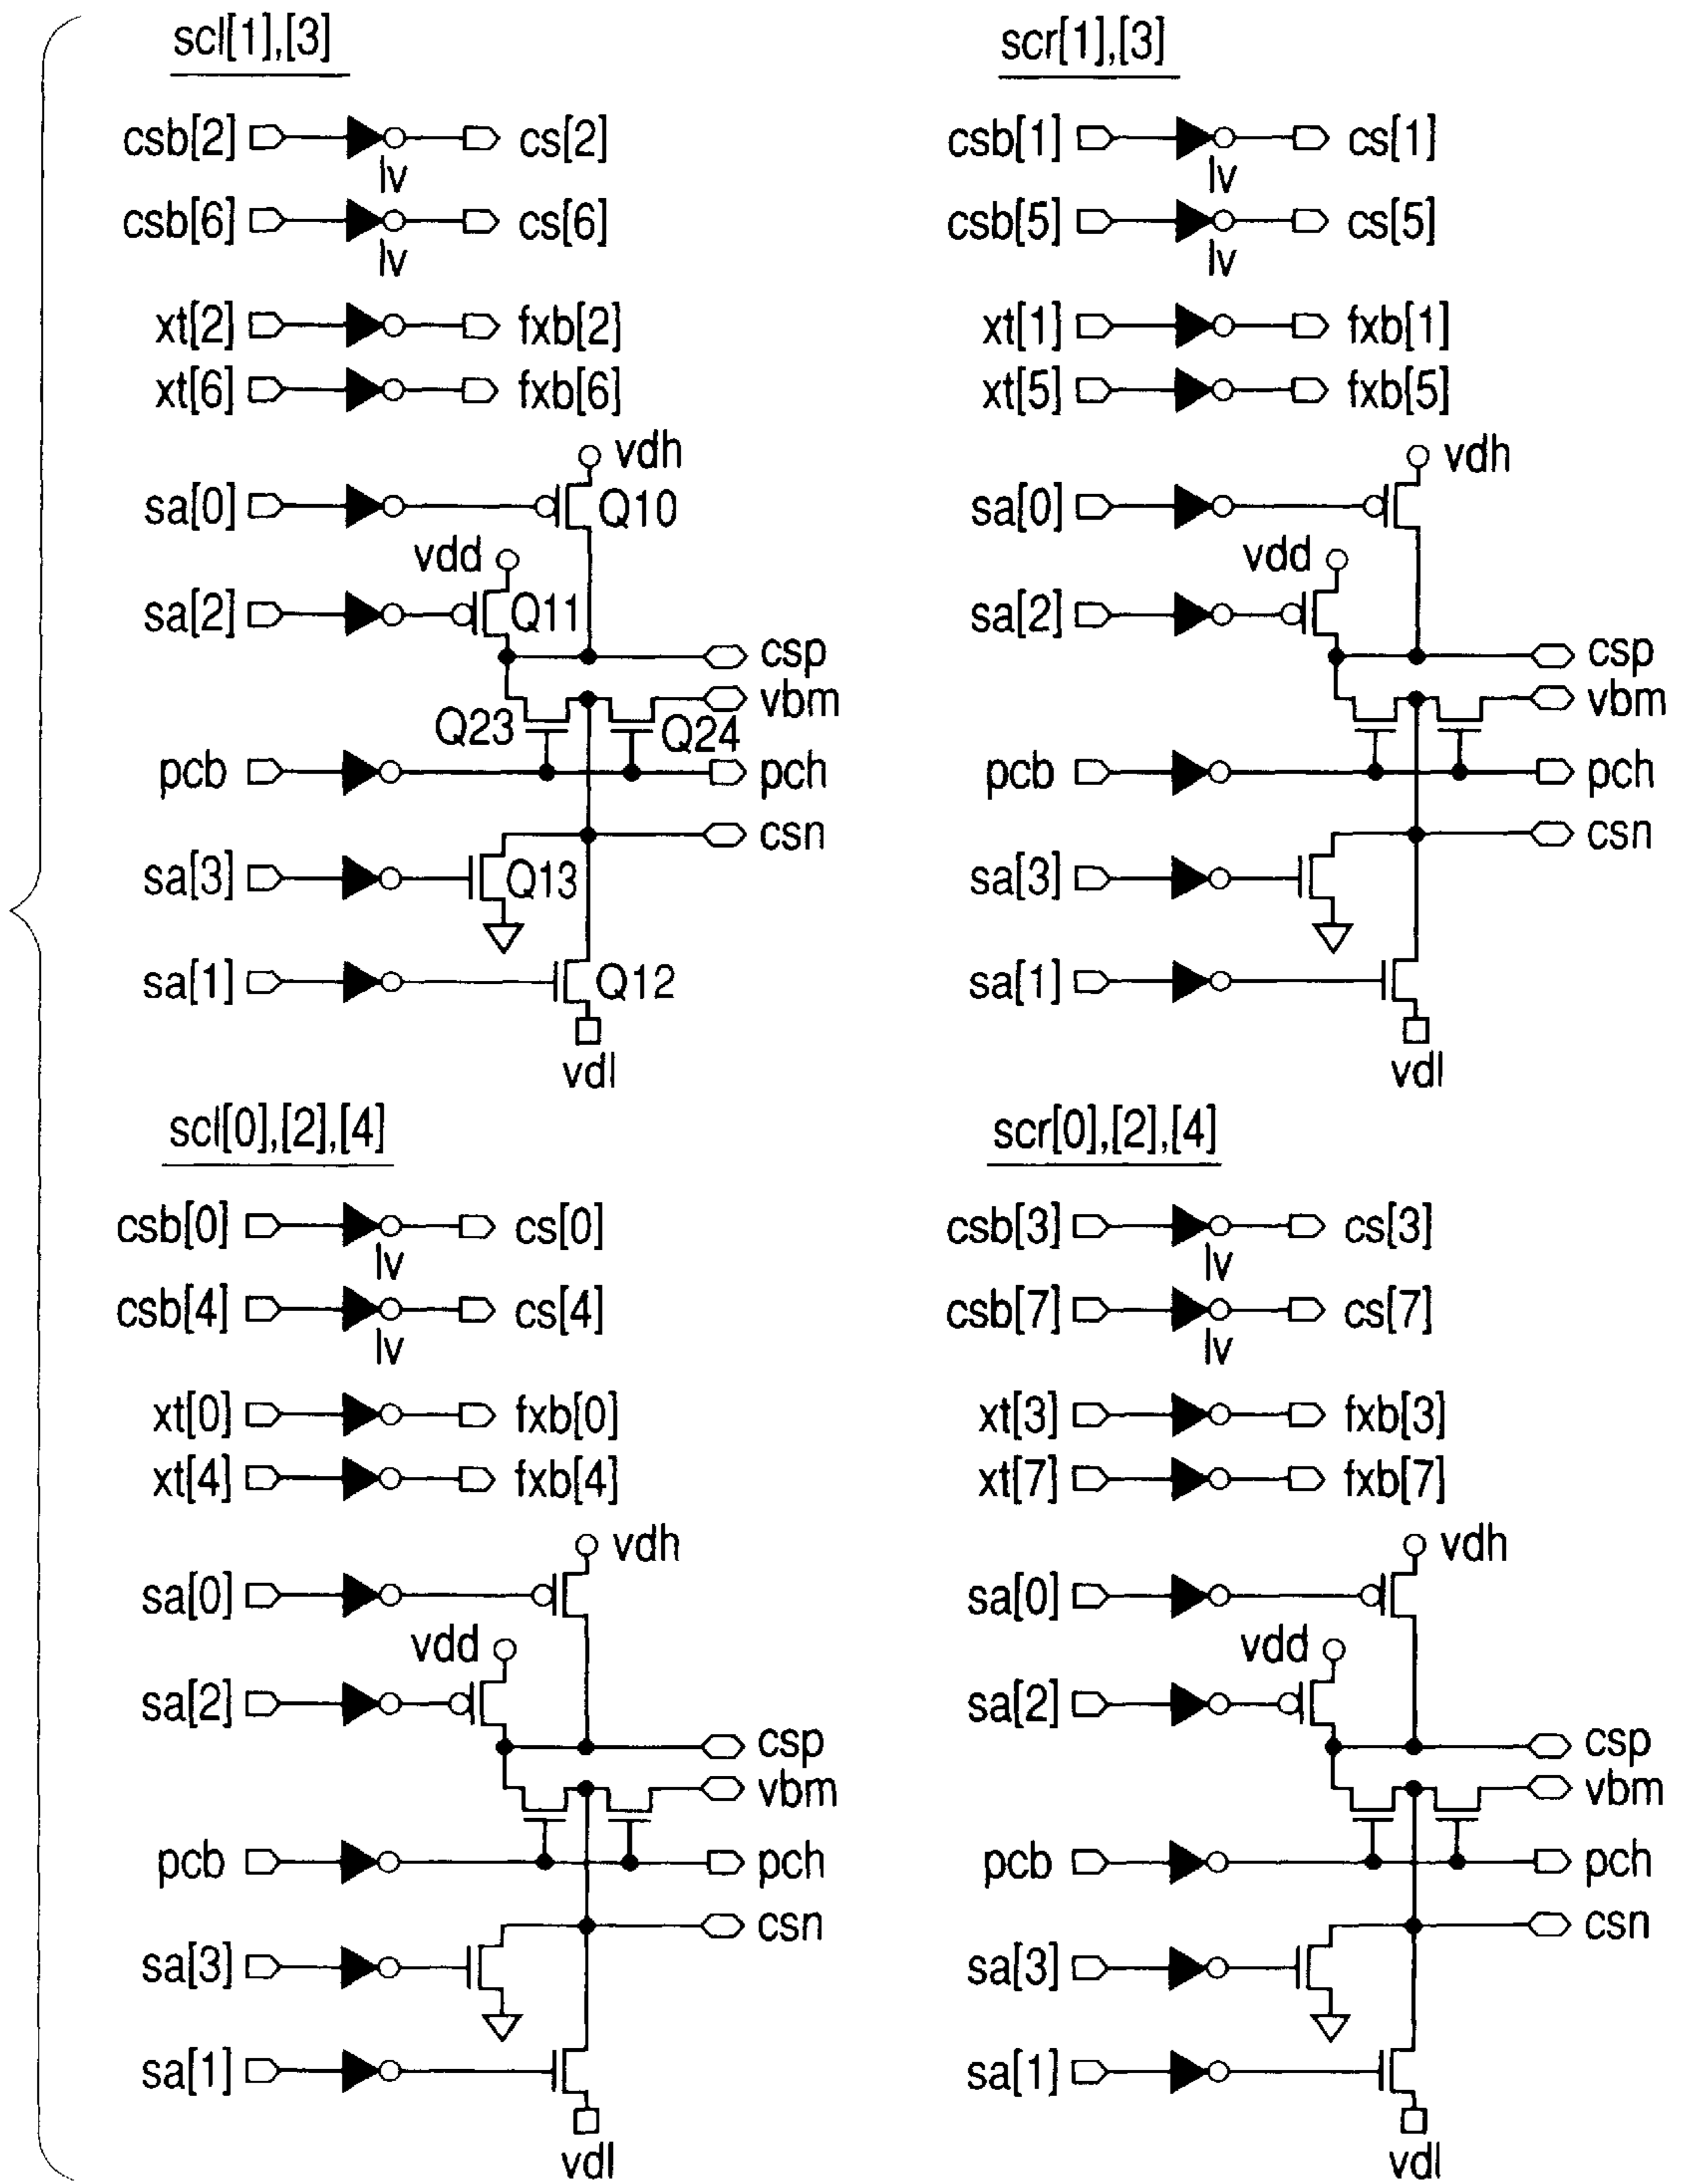 scl[1],[3]
csb[2] cs[2]
lv
csb[6] cs[6]
lv
xt[2] fxb[2]
xt[6] fxb[6]
vdh
sa[0] Q10
vdd
sa[2] Q11
csp
vbm
Q23 Q24
pcb pch
csn
sa[3] Q13
sa[1] Q12
vdl
scr[1],[3]
csb[1] cs[1]
lv
csb[5] cs[5]
lv
xt[1] fxb[1]
xt[5] fxb[5]
vdh
sa[0]
vdd
sa[2]
csp
vbm
pcb pch
csn
sa[3]
sa[1]
vdl
scl[0],[2],[4]
csb[0] cs[0]
lv
csb[4] cs[4]
lv
xt[0] fxb[0]
xt[4] fxb[4]
vdh
sa[0]
vdd
sa[2]
csp
vbm
pcb pch
csn
sa[3]
sa[1]
vdl
scr[0],[2],[4]
csb[3] cs[3]
lv
csb[7] cs[7]
lv
xt[3] fxb[3]
xt[7] fxb[7]
vdh
sa[0]
vdd
sa[2]
csp
vbm
pcb pch
csn
sa[3]
sa[1]
vdl